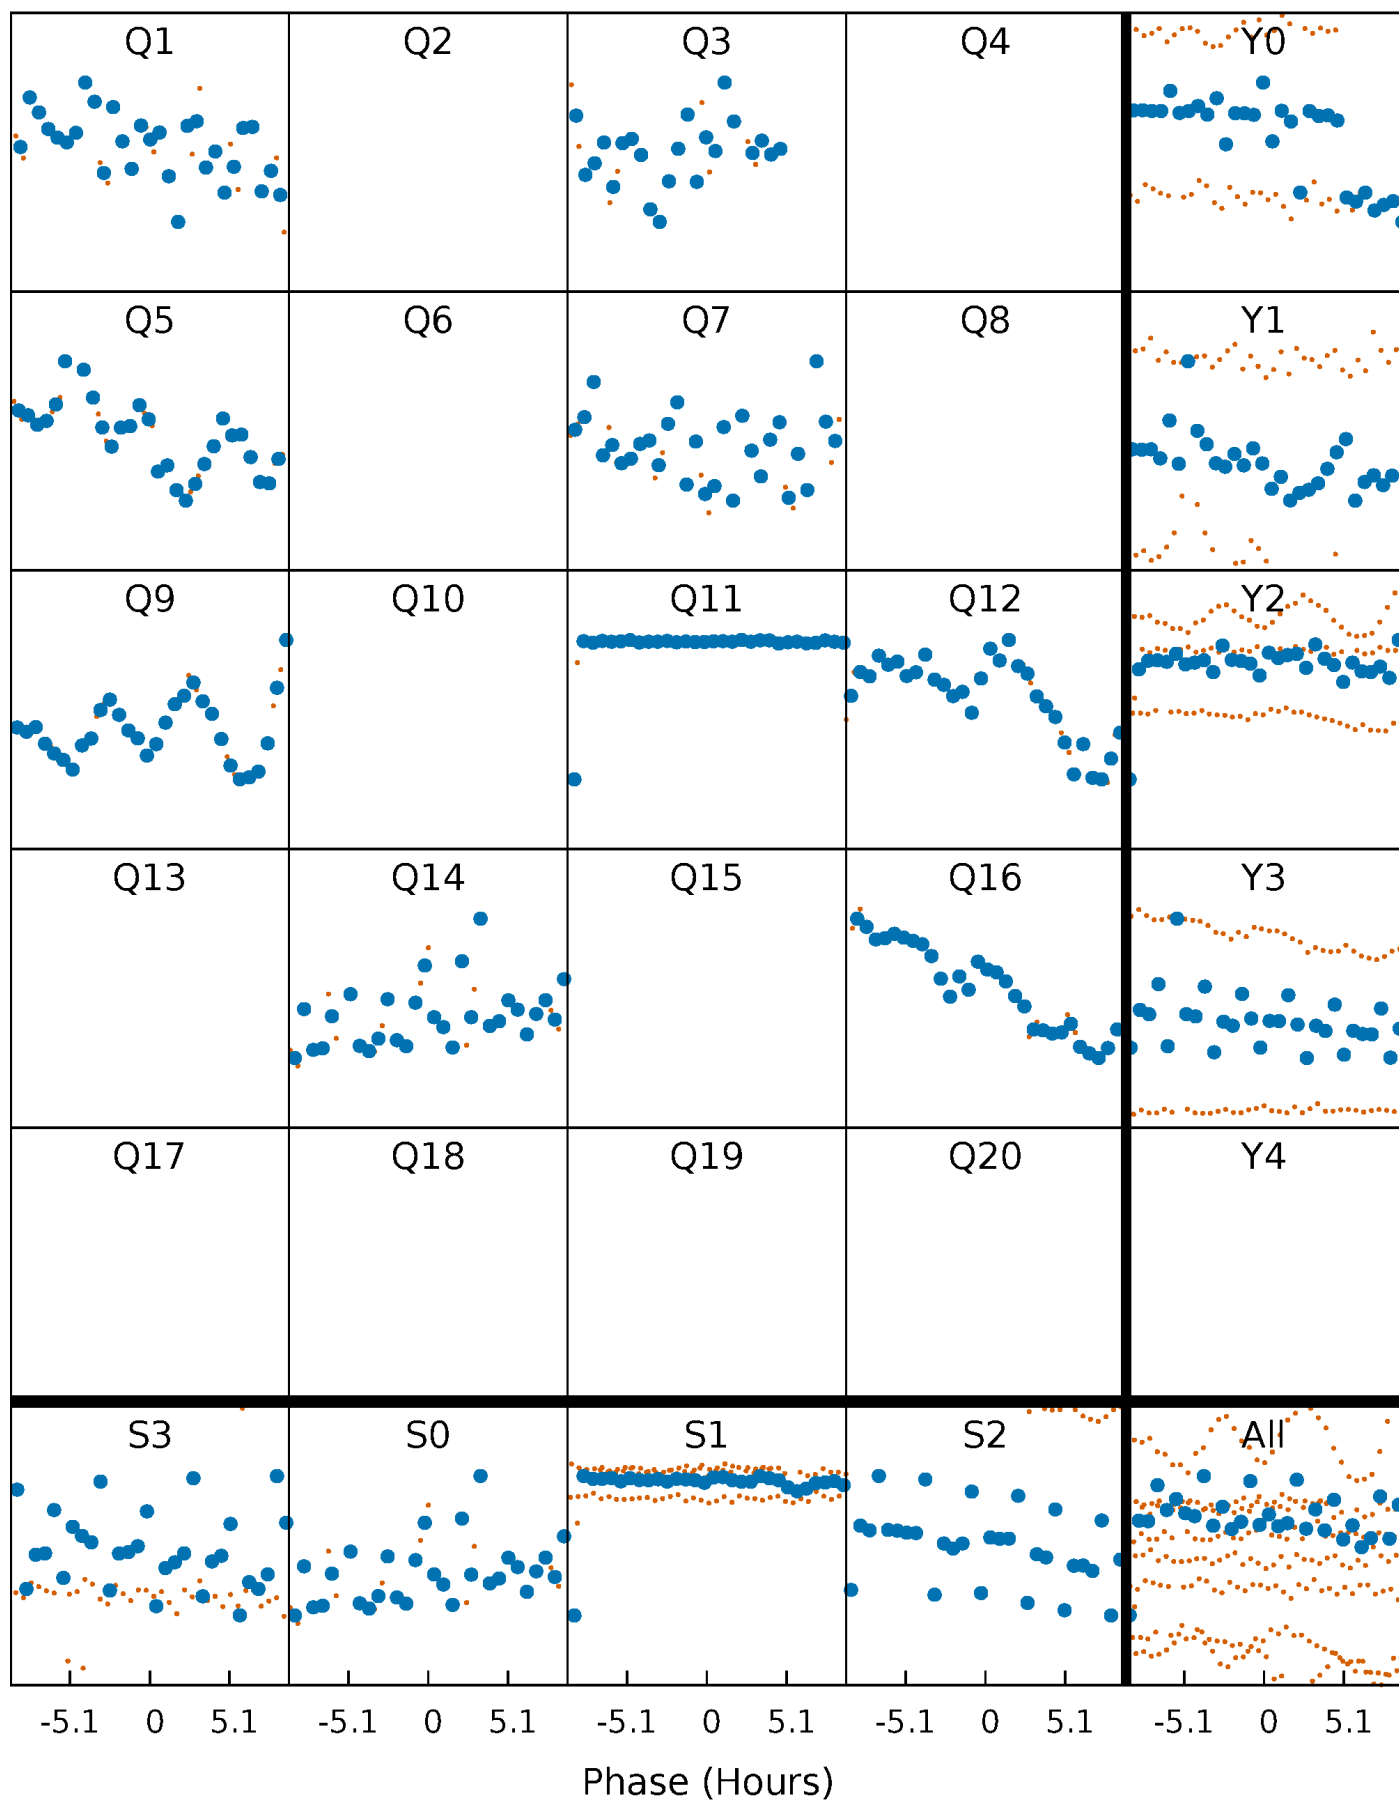 Q1 Q2 Q3 Q4 Y0
Q5 Q6 Q7 Q8 Y1
Q9 Q10 Q11 Q12 Y2
Q13 Q14 Q15 Q16 Y3
Q17 Q18 Q19 Q20 Y4
S3 S0 S1 S2 All
-5.1 0 5.1 -5.1 0 5.1 -5.1 0 5.1 -5.1 0 5.1 -5.1 0 5.1
Phase (Hours)